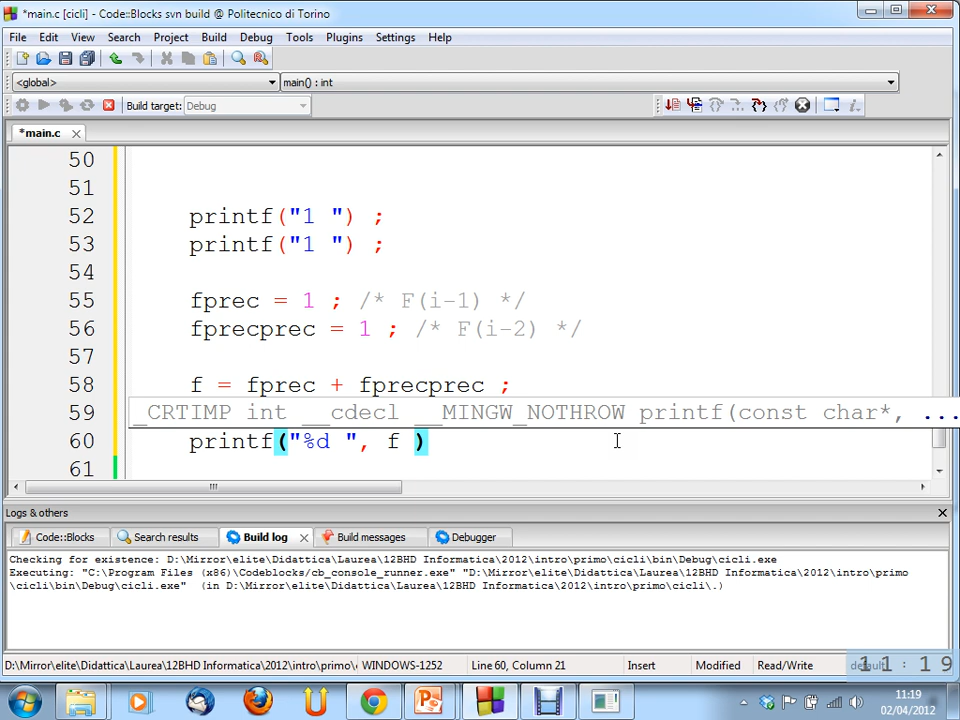 *main.c [cicli] - Code::Blocks svn build @ Politecnico di Torino
File Edit View Search Project Build Debug Tools Plugins Settings Help
<global> main() : int
Build target: Debug
*main.c
50
51
52 printf("1 ") ;
53 printf("1 ") ;
54
55 fprec = 1 ; /* F(i-1) */
56 fprecprec = 1 ; /* F(i-2) */
57
58 f = fprec + fprecprec ;
59 _CRTIMP int __cdecl __MINGW_NOTHROW printf(const char*, ...
60 printf("%d ", f )
61
Logs & others
Code::Blocks Search results Build log Build messages Debugger
Checking for existence: D:\Mirror\elite\Didattica\Laurea\12BHD Informatica\2012\intro\primo\cicli\bin\Debug\cicli.exe
Executing: "C:\Program Files (x86)\Codeblocks/cb_console_runner.exe" "D:\Mirror\elite\Didattica\Laurea\12BHD Informatica\2012\intro\primo
\cicli\bin\Debug\cicli.exe" (in D:\Mirror\elite\Didattica\Laurea\12BHD Informatica\2012\intro\primo\cicli\.)
D:\Mirror\elite\Didattica\Laurea\12BHD Informatica\2012\intro\primo\ WINDOWS-1252 Line 60, Column 21 Insert Modified Read/Write default
11:19
11:19
02/04/2012